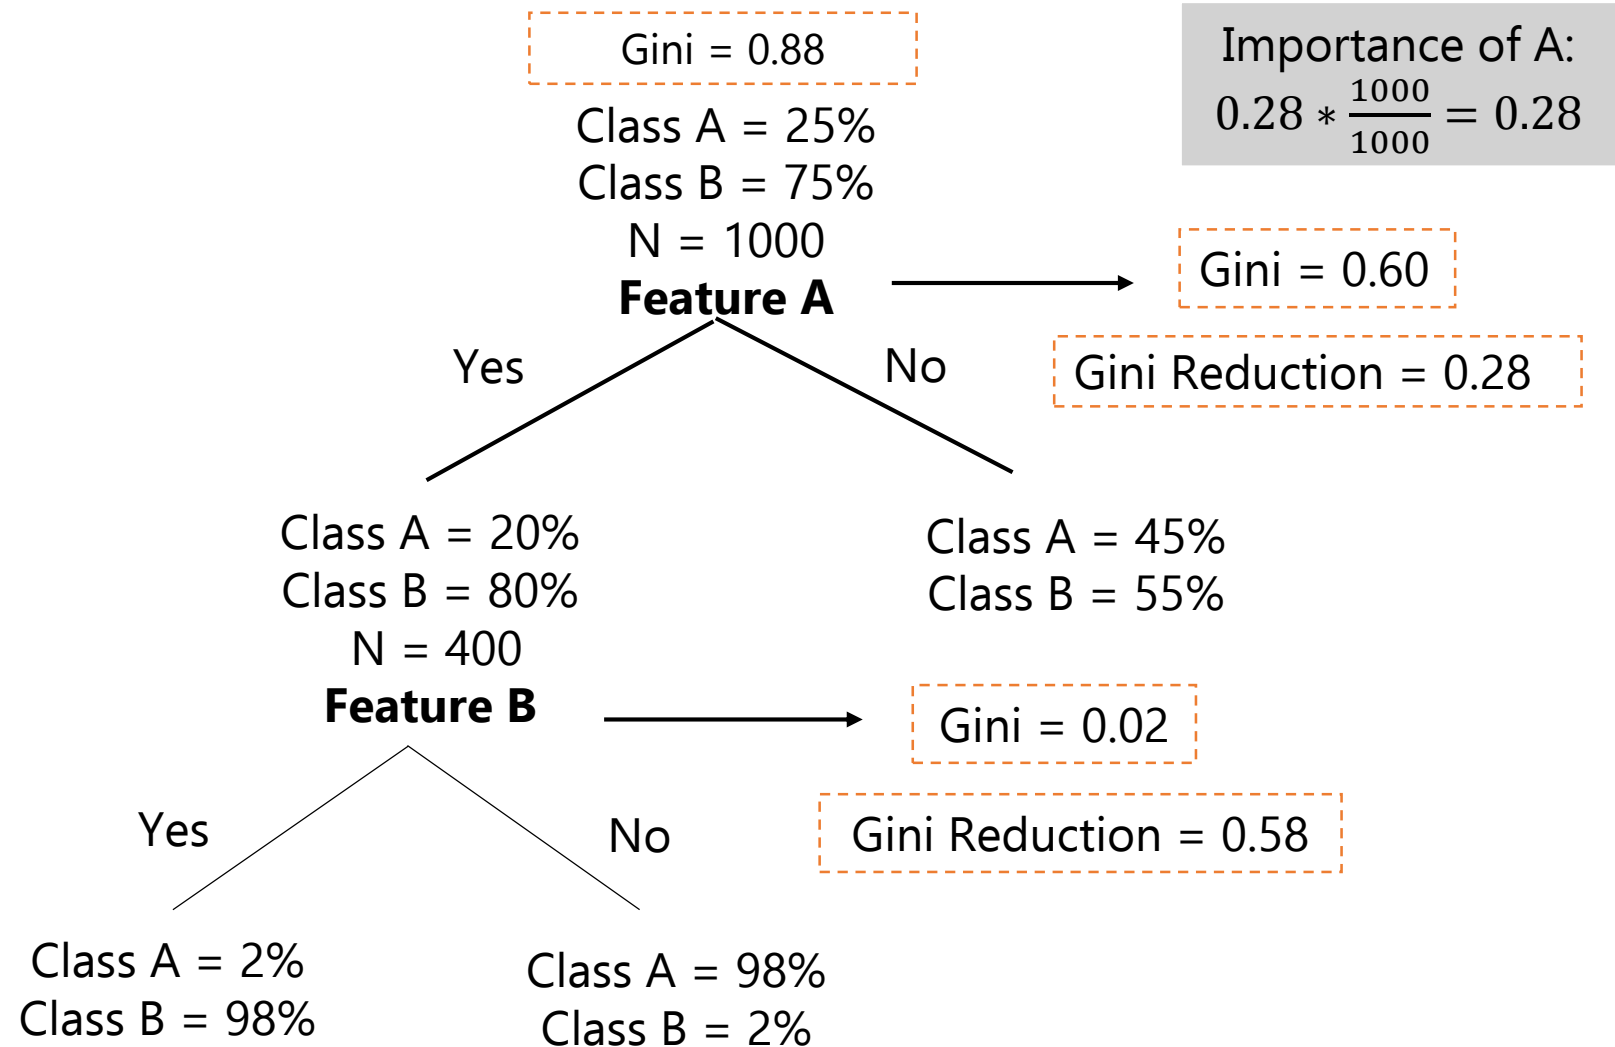 Gini = 0.88
Importance of A:
0.28 ∗ 1000/1000 = 0.28
Class A = 25%
Class B = 75%
N = 1000
Feature A
Gini = 0.60
Gini Reduction = 0.28
Yes
No
Class A = 20%
Class B = 80%
N = 400
Feature B
Class A = 45%
Class B = 55%
Gini = 0.02
Gini Reduction = 0.58
Yes
No
Class A = 2%
Class B = 98%
Class A = 98%
Class B = 2%